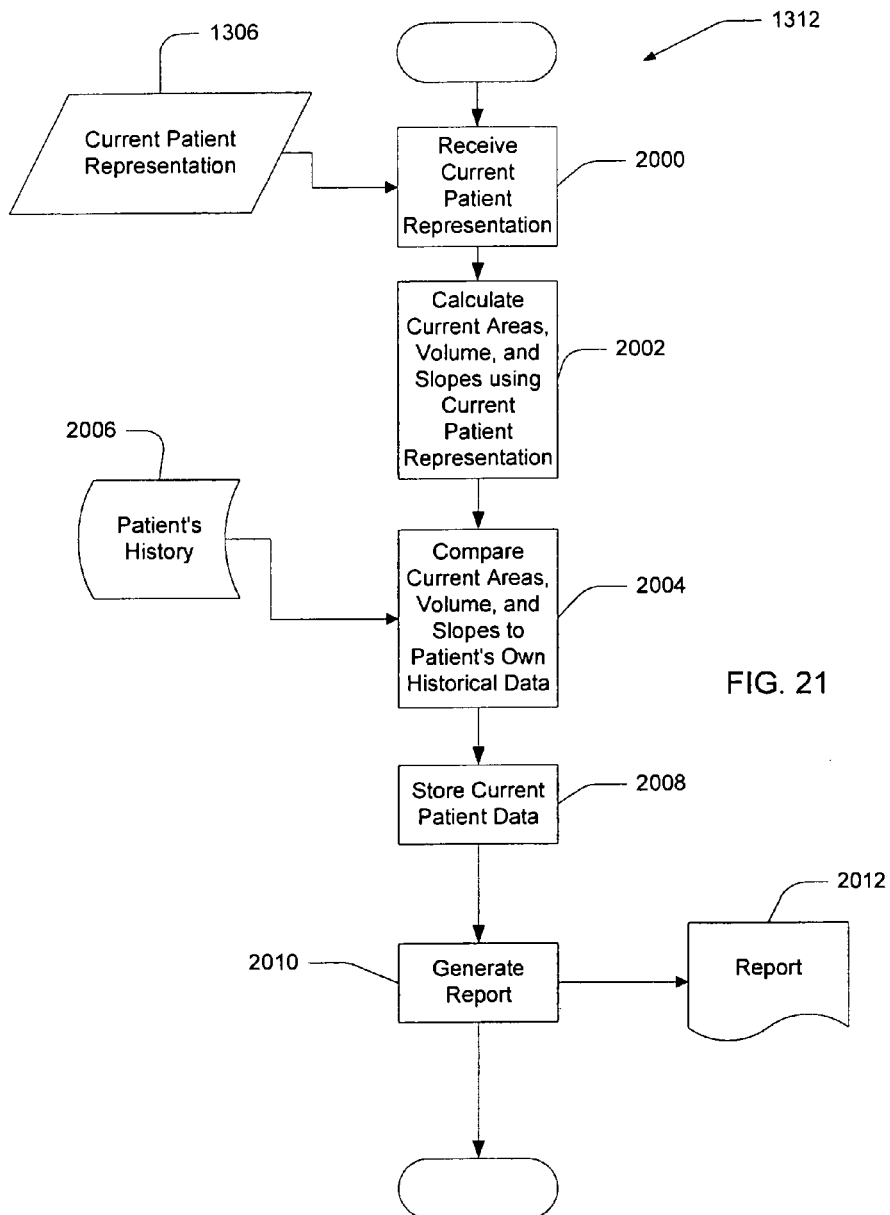 1306
1312
Current Patient
Representation
Receive
Current
Patient
Representation
2000
Calculate
Current Areas,
Volume, and
Slopes using
Current
Patient
Representation
2002
2006
Patient's
History
Compare
Current Areas,
Volume, and
Slopes to
Patient's Own
Historical Data
2004
FIG. 21
Store Current
Patient Data
2008
2012
2010
Generate
Report
Report